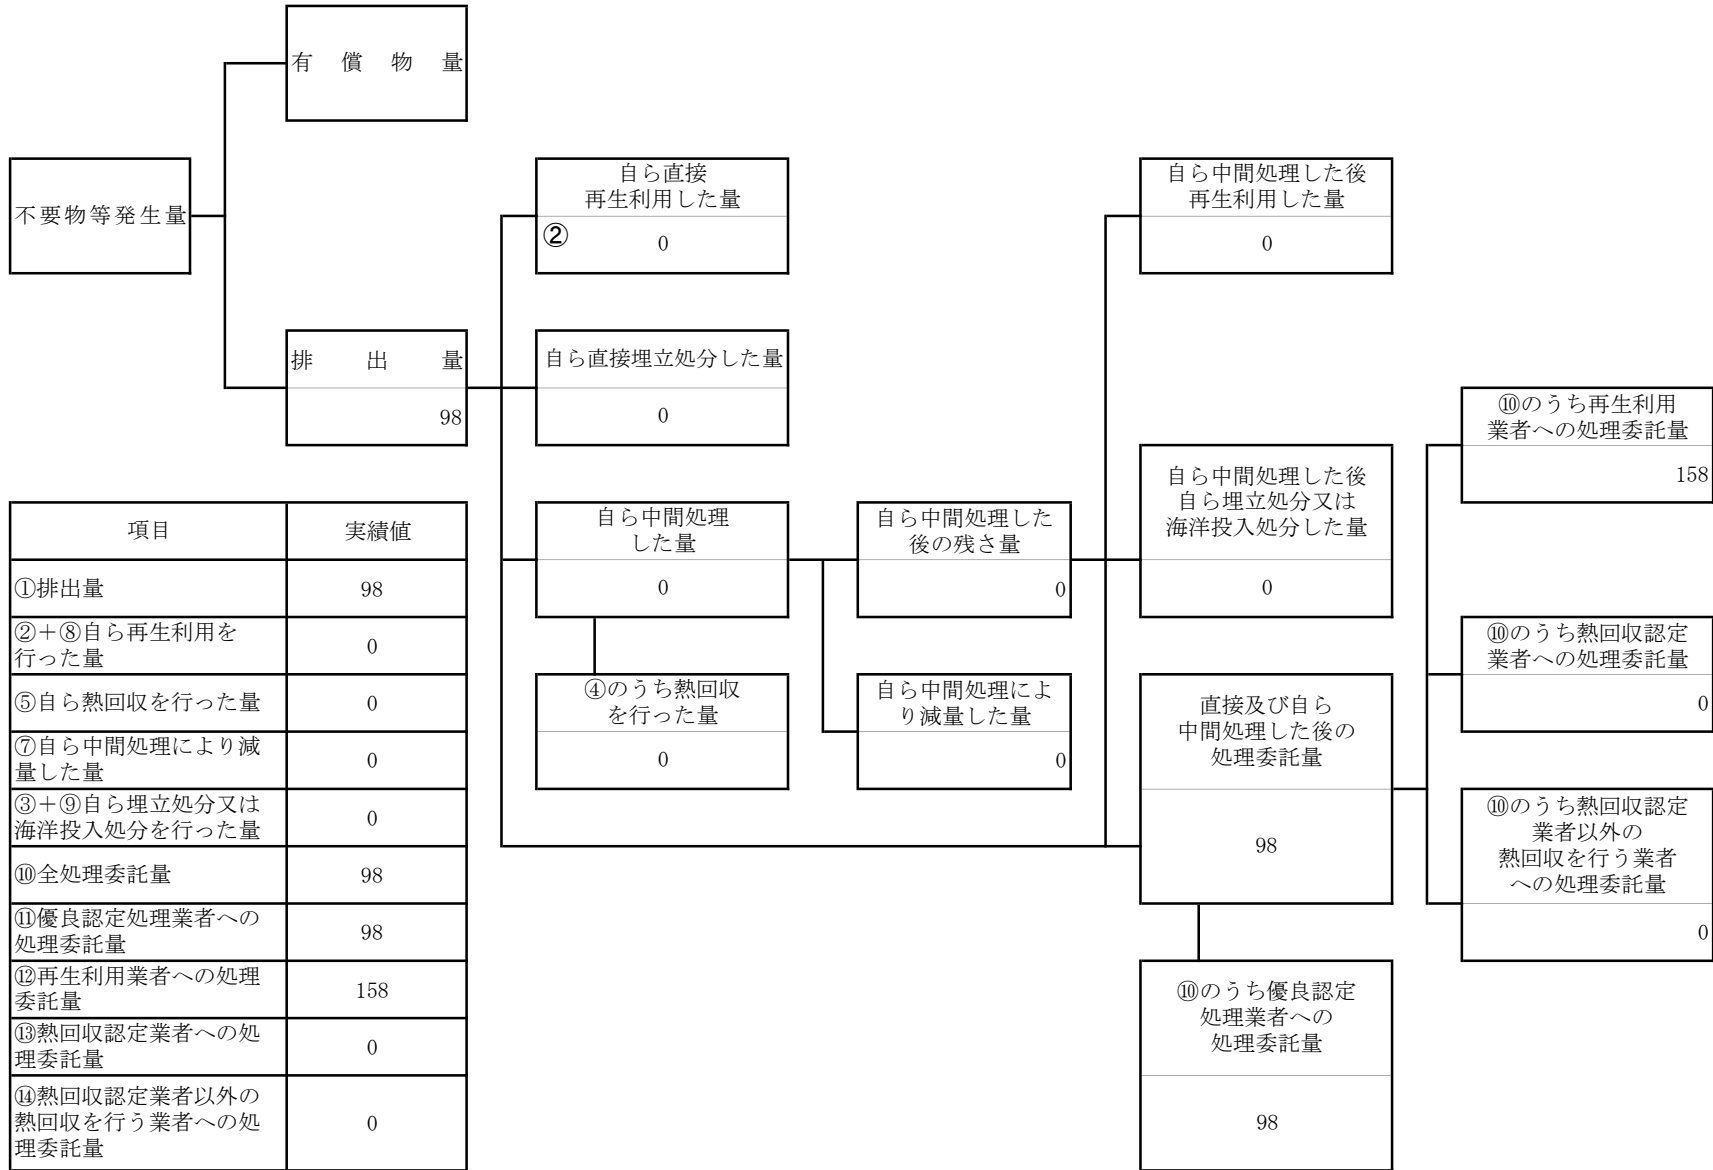 有償物量
不要物等発生量
自ら直接
再生利用した量
②
0
自ら中間処理した後
再生利用した量
0
排出量
98
自ら直接埋立処分した量
0
⑩のうち再生利用
業者への処理委託量
158
自ら中間処理
した量
0
自ら中間処理した
後の残さ量
0
自ら中間処理した後
自ら埋立処分又は
海洋投入処分した量
0
⑩のうち熱回収認定
業者への処理委託量
0
④のうち熱回収
を行った量
0
自ら中間処理によ
り減量した量
0
直接及び自ら
中間処理した後の
処理委託量
98
⑩のうち熱回収認定
業者以外の
熱回収を行う業者
への処理委託量
0
⑩のうち優良認定
処理業者への
処理委託量
98
項目 実績値
①排出量 98
②+⑧自ら再生利用を
行った量 0
⑤自ら熱回収を行った量 0
⑦自ら中間処理により減
量した量 0
③+⑨自ら埋立処分又は
海洋投入処分を行った量 0
⑩全処理委託量 98
⑪優良認定処理業者への
処理委託量 98
⑫再生利用業者への処理
委託量 158
⑬熱回収認定業者への処
理委託量 0
⑭熱回収認定業者以外の
熱回収を行う業者への処
理委託量 0